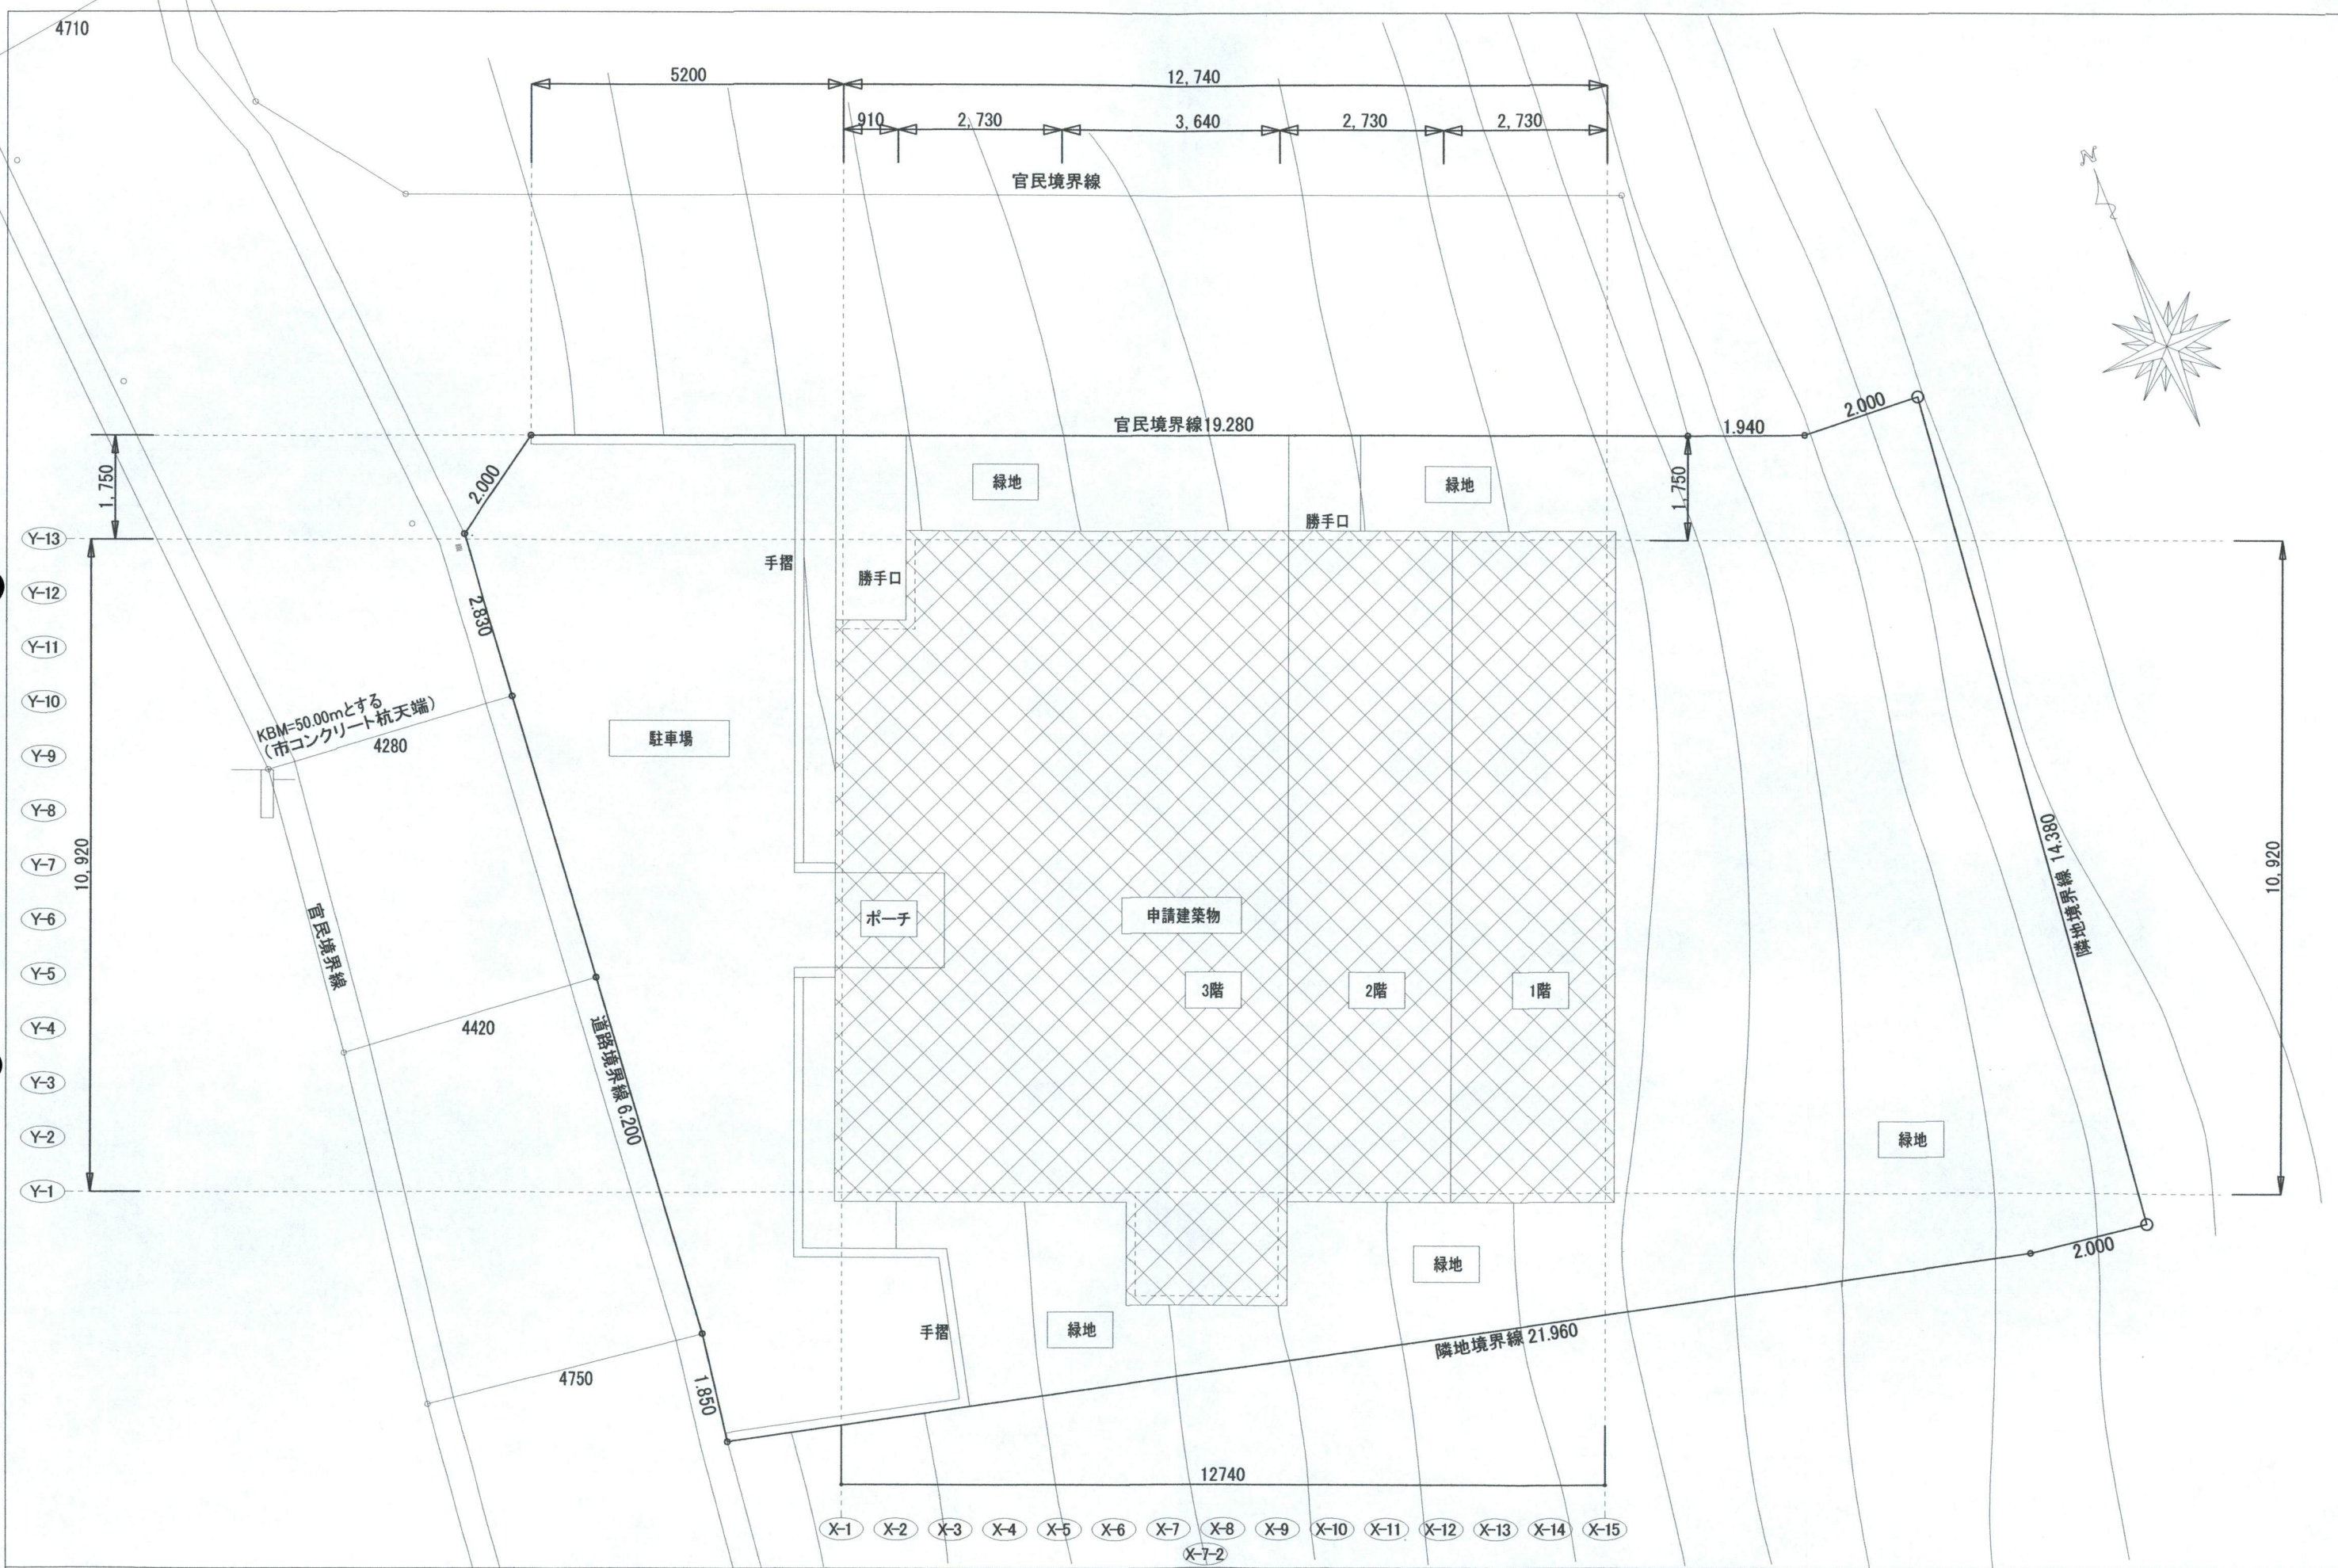 4710
5200
12,740
910
2,730
3,640
2,730
2,730
官民境界線
N
官民境界線19.280
1.940
2.000
2.000
1,750
1,750
緑地
緑地
勝手口
手摺
勝手口
Y-13
Y-12
Y-11
Y-10
Y-9
Y-8
Y-7
Y-6
Y-5
Y-4
Y-3
Y-2
Y-1
10,920
2.830
KBM=50.00mとする
(市コンクリート杭天端)
4280
駐車場
ポーチ
申請建築物
3階
2階
1階
隣地境界線 14.380
10,920
官民境界線
4420
道路境界線 6.200
緑地
2.000
緑地
緑地
手摺
隣地境界線 21.960
4750
1.850
12740
X-1
X-2
X-3
X-4
X-5
X-6
X-7
X-8
X-9
X-10
X-11
X-12
X-13
X-14
X-15
X-7-2